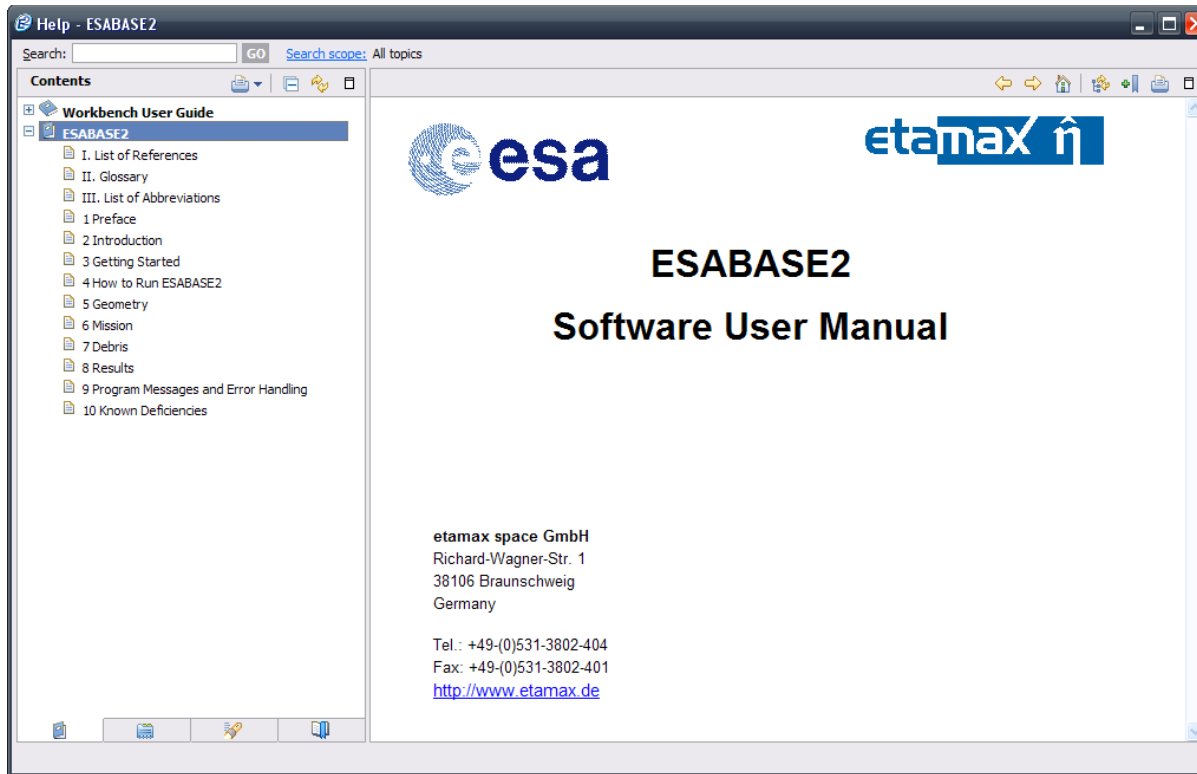 Help - ESABASE2
Search:
GO
Search scope: All topics
Contents
Workbench User Guide
ESABASE2
I. List of References
II. Glossary
III. List of Abbreviations
1 Preface
2 Introduction
3 Getting Started
4 How to Run ESABASE2
5 Geometry
6 Mission
7 Debris
8 Results
9 Program Messages and Error Handling
10 Known Deficiencies
esa
etamax n̂
ESABASE2
Software User Manual
etamax space GmbH
Richard-Wagner-Str. 1
38106 Braunschweig
Germany
Tel.: +49-(0)531-3802-404
Fax: +49-(0)531-3802-401
http://www.etamax.de